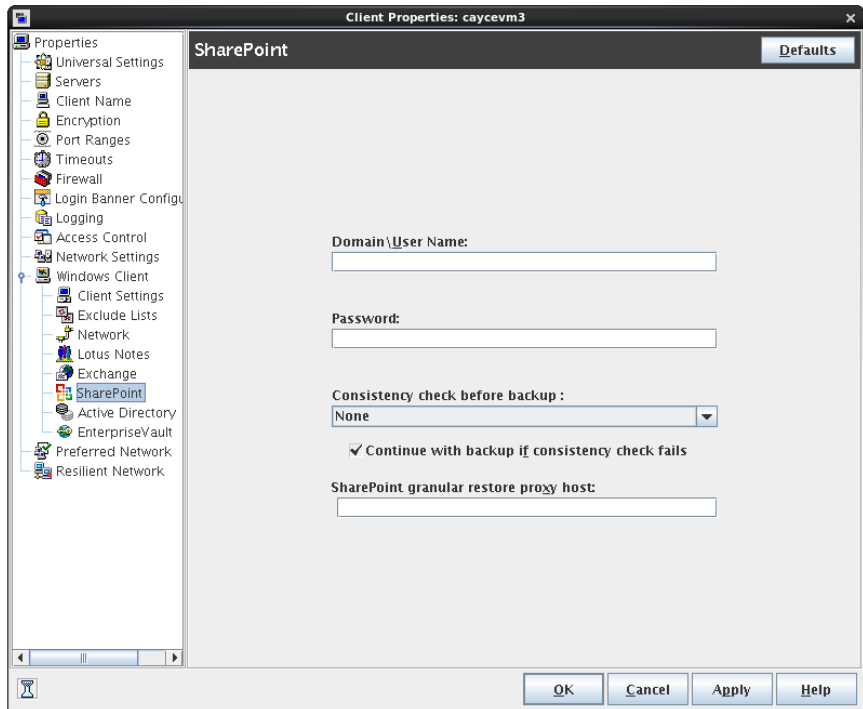 Client Properties: caycevm3
Properties
Universal Settings
Servers
Client Name
Encryption
Port Ranges
Timeouts
Firewall
Login Banner Configu
Logging
Access Control
Network Settings
Windows Client
Client Settings
Exclude Lists
Network
Lotus Notes
Exchange
SharePoint
Active Directory
EnterpriseVault
Preferred Network
Resilient Network
SharePoint
Defaults
Domain\User Name:
Password:
Consistency check before backup :
None
Continue with backup if consistency check fails
SharePoint granular restore proxy host:
OK
Cancel
Apply
Help